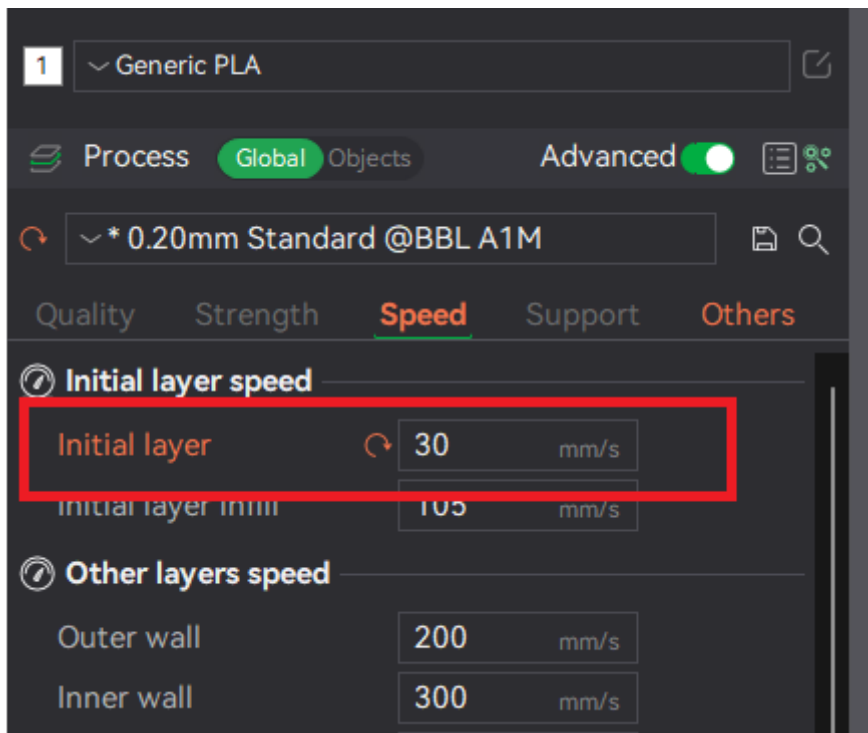 1 Generic PLA
Process Global Objects Advanced
* 0.20mm Standard @BBL A1M
Quality Strength Speed Support Others
Initial layer speed
Initial layer 30 mm/s
Initial layer infill 105 mm/s
Other layers speed
Outer wall 200 mm/s
Inner wall 300 mm/s